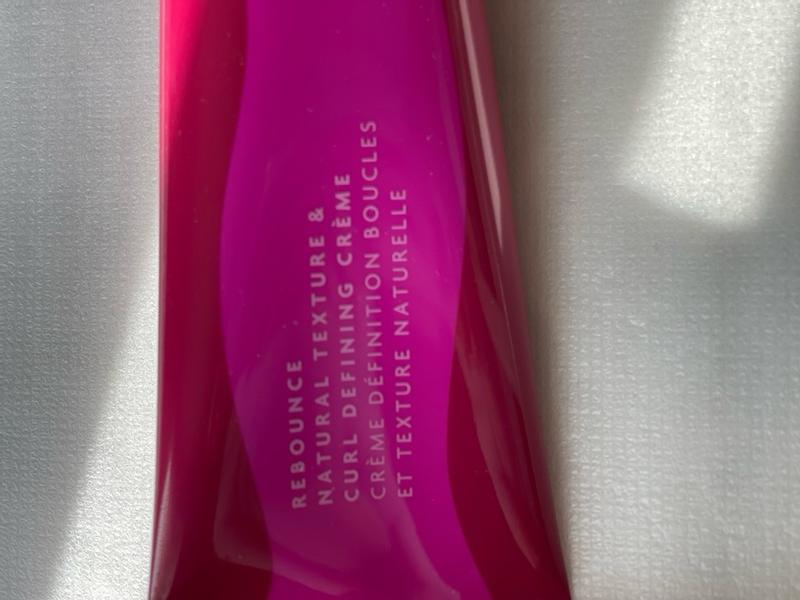 REBOUNCE
NATURAL TEXTURE &
CURL DEFINING CRÈME
CRÈME DÉFINITION BOUCLES
ET TEXTURE NATURELLE